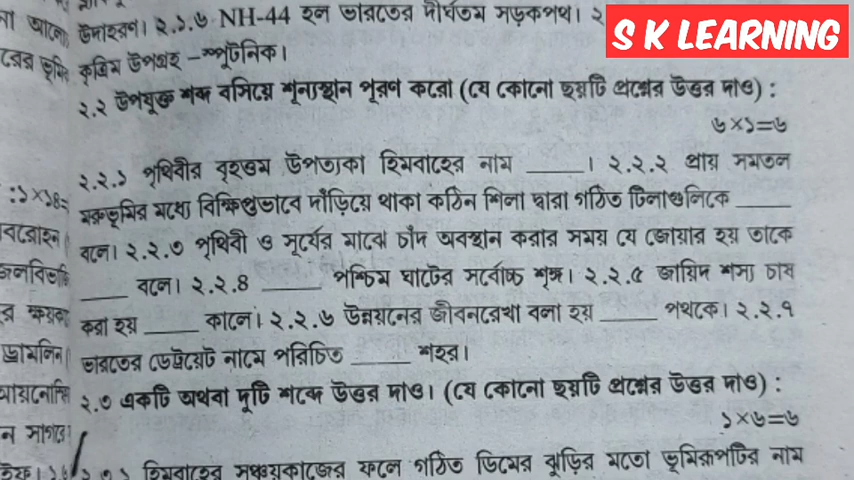 উদাহরণ। ২.১.৬ NH-44 হল ভারতের দীর্ঘতম সড়কপথ। ২
S K LEARNING
কৃত্রিম উপগ্রহ –স্পুটনিক।
২.২ উপযুক্ত শব্দ বসিয়ে শূন্যস্থান পূরণ করো (যে কোনো ছয়টি প্রশ্নের উত্তর দাও) :
৬×১=৬
২.২.১ পৃথিবীর বৃহত্তম উপত্যকা হিমবাহের নাম _____। ২.২.২ প্রায় সমতল
মরুভূমির মধ্যে বিক্ষিপ্তভাবে দাঁড়িয়ে থাকা কঠিন শিলা দ্বারা গঠিত টিলাগুলিকে _____
বলে। ২.২.৩ পৃথিবী ও সূর্যের মাঝে চাঁদ অবস্থান করার সময় যে জোয়ার হয় তাকে
_____ বলে। ২.২.৪ _____ পশ্চিম ঘাটের সর্বোচ্চ শৃঙ্গ। ২.২.৫ জায়িদ শস্য চাষ
করা হয় _____ কালে। ২.২.৬ উন্নয়নের জীবনরেখা বলা হয় _____ পথকে। ২.২.৭
ভারতের ডেট্রয়েট নামে পরিচিত _____ শহর।
২.৩ একটি অথবা দুটি শব্দে উত্তর দাও। (যে কোনো ছয়টি প্রশ্নের উত্তর দাও) :
১×৬=৬
২.৩.১ হিমবাহের সঞ্চয়কাজের ফলে গঠিত ডিমের ঝুড়ির মতো ভূমিরূপটির নাম